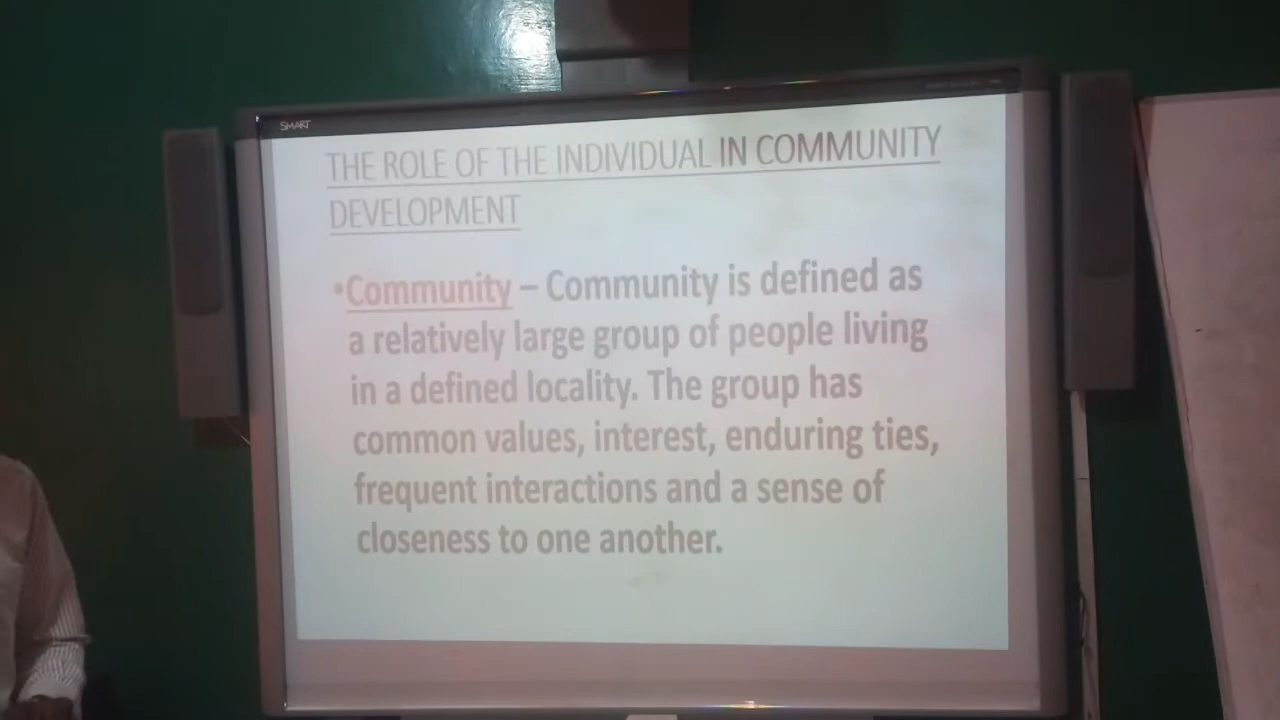 SMART
THE ROLE OF THE INDIVIDUAL IN COMMUNITY
DEVELOPMENT
•Community – Community is defined as
a relatively large group of people living
in a defined locality. The group has
common values, interest, enduring ties,
frequent interactions and a sense of
closeness to one another.